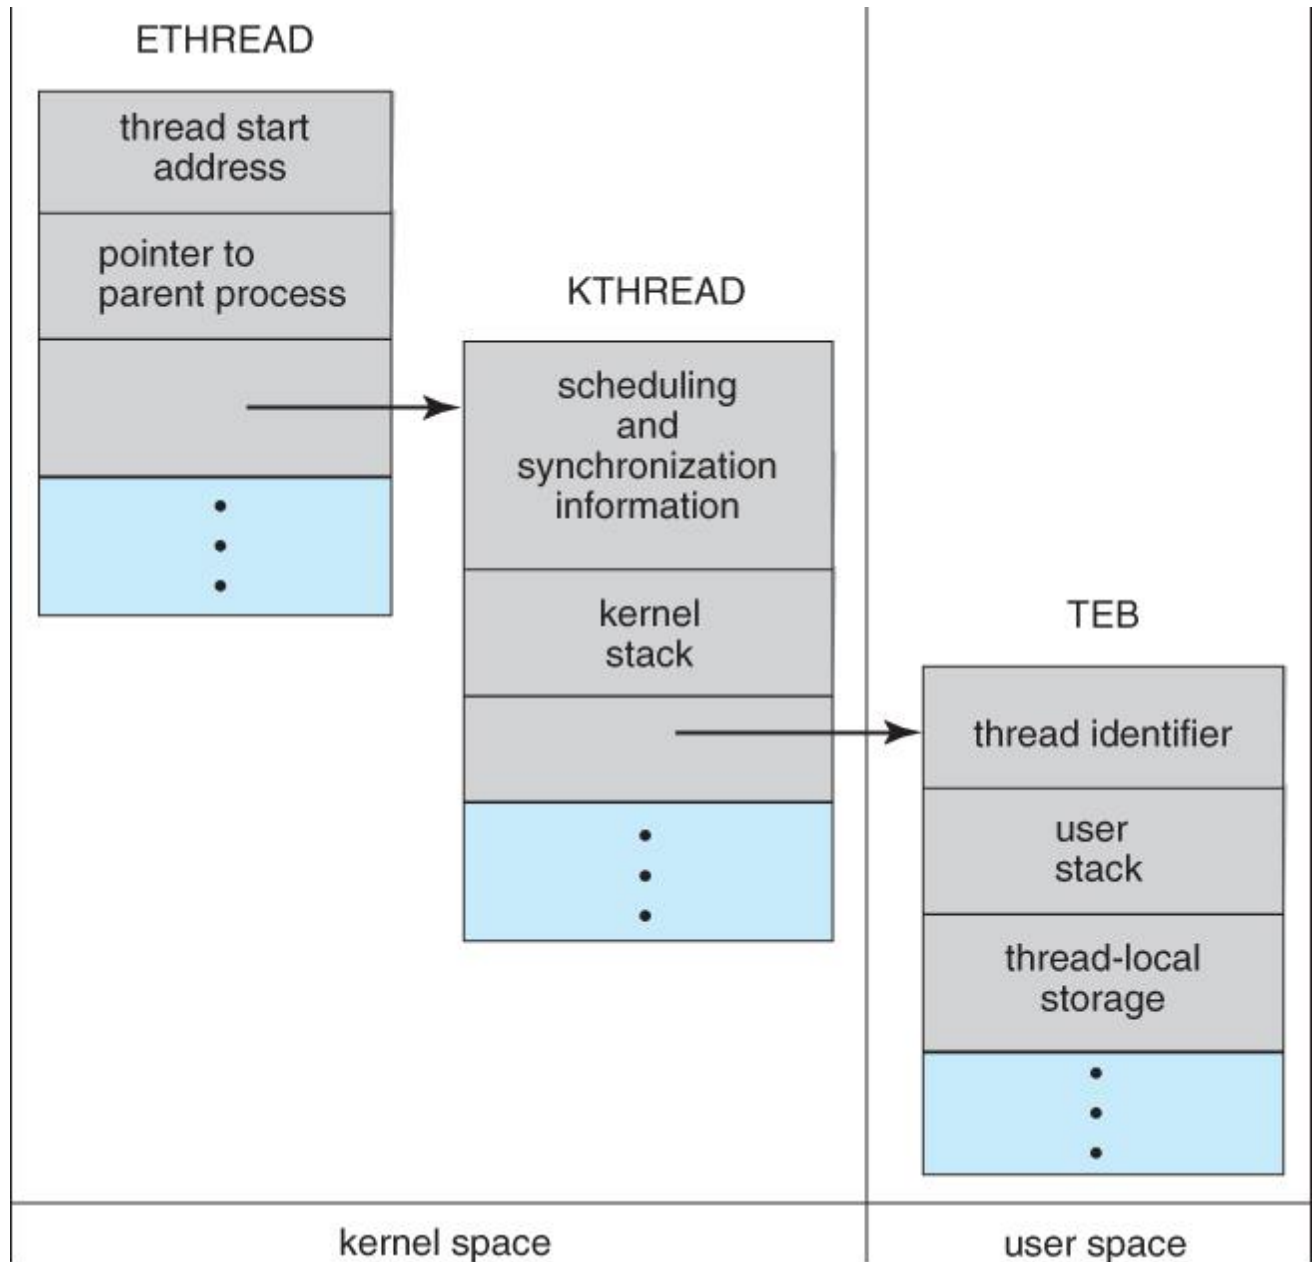 ETHREAD
thread start
address
pointer to
parent process
KTHREAD
scheduling
and
synchronization
information
kernel
stack
TEB
thread identifier
user
stack
thread-local
storage
kernel space
user space